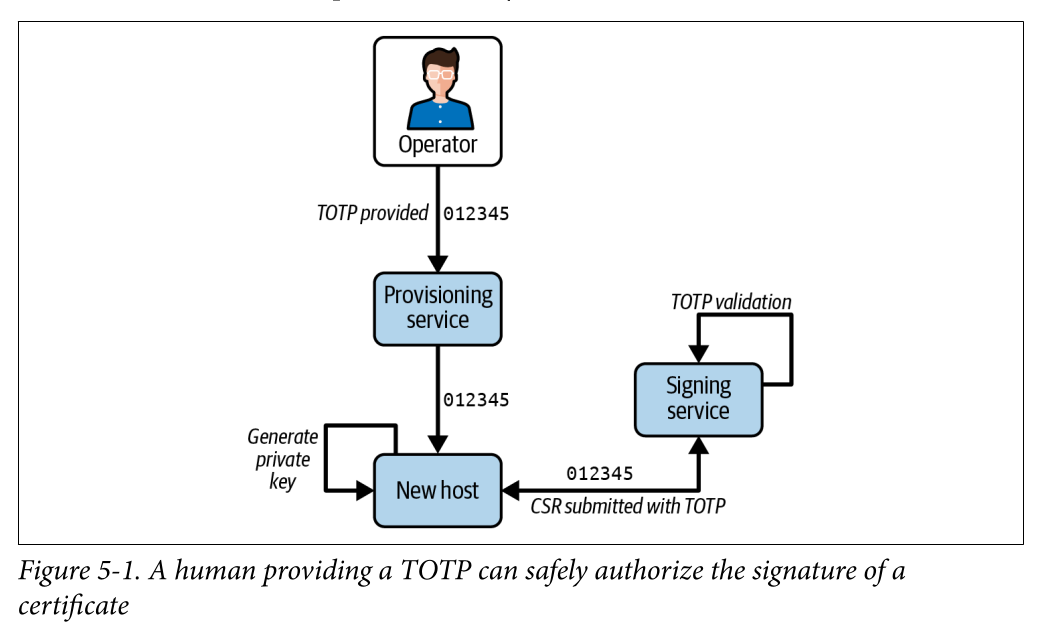 Operator
TOTP provided
012345
Provisioning
service
TOTP validation
012345
Signing
service
Generate
private
key
New host
012345
CSR submitted with TOTP
Figure 5-1. A human providing a TOTP can safely authorize the signature of a
certificate